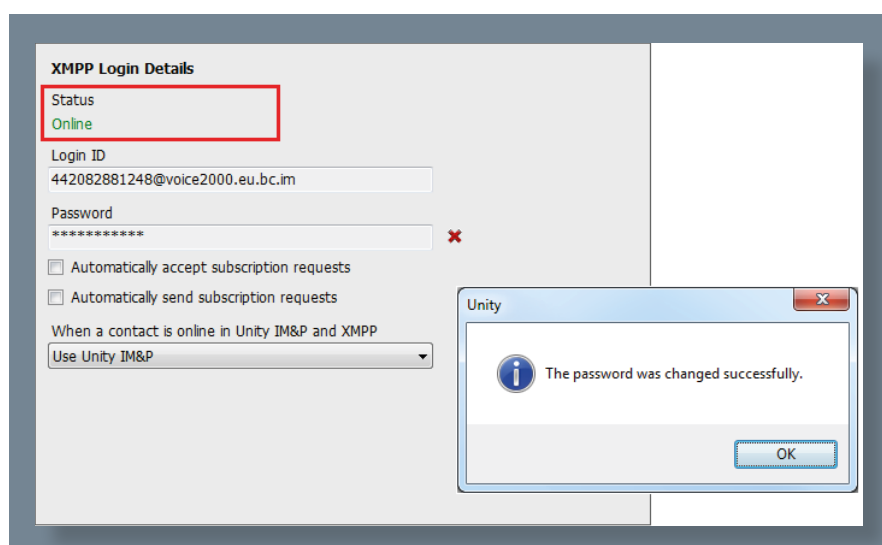 XMPP Login Details
Status
Online
Login ID
442082881248@voice2000.eu.bc.im
Password
***********
Automatically accept subscription requests
Automatically send subscription requests
When a contact is online in Unity IM&P and XMPP
Use Unity IM&P
Unity
The password was changed successfully.
OK